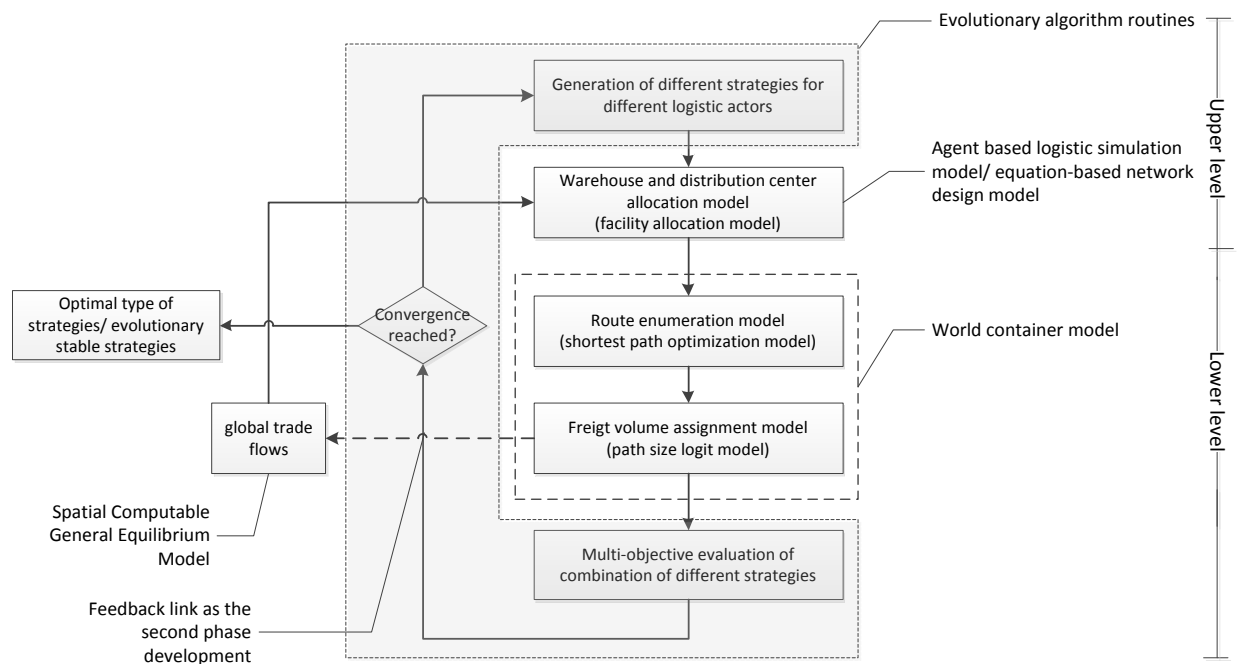 Evolutionary algorithm routines
Generation of different strategies for
different logistic actors
Upper level
Agent based logistic simulation
model/ equation-based network
design model
Warehouse and distribution center
allocation model
(facility allocation model)
Optimal type of
strategies/ evolutionary
stable strategies
Convergence
reached?
Route enumeration model
(shortest path optimization model)
World container model
Lower level
global trade
flows
Freigt volume assignment model
(path size logit model)
Spatial Computable
General Equilibrium
Model
Multi-objective evaluation of
combination of different strategies
Feedback link as the
second phase
development